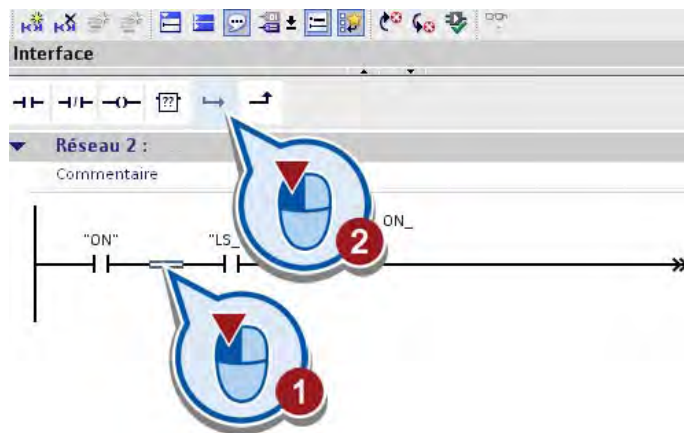 Interface
??
Réseau 2 :
Commentaire
"ON"
"LS_
ON_
2
1